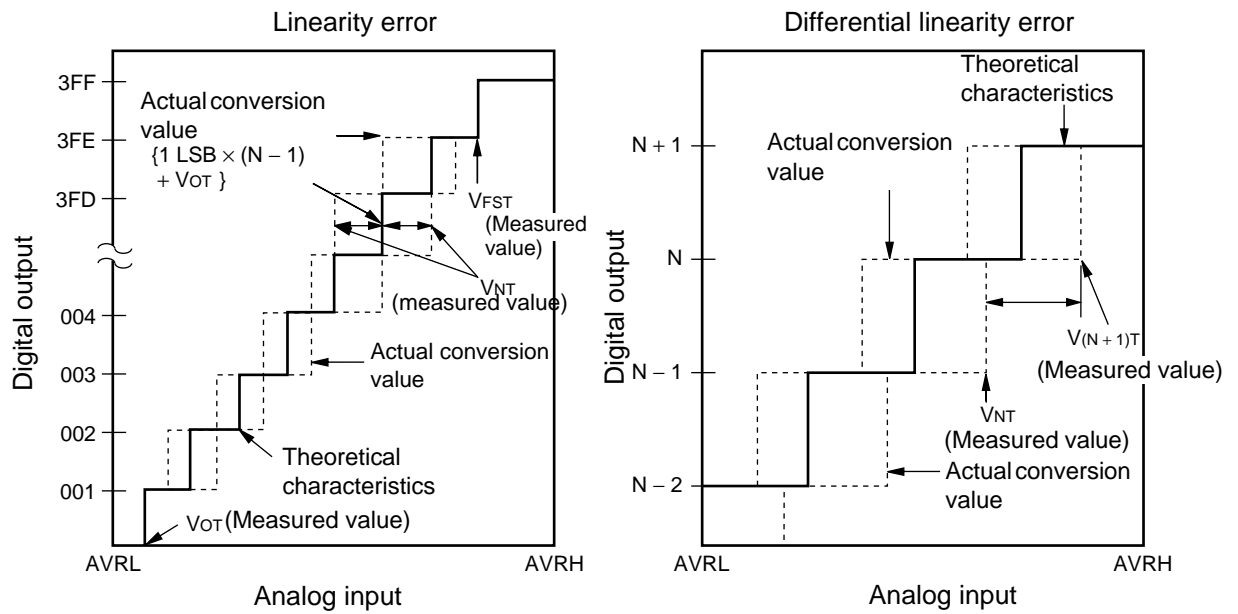 Linearity error
3FF
3FE
3FD
004
003
002
001
Digital output
Actual conversion
value
{1 LSB × (N − 1)
+ VOT }
VFST
(Measured
value)
VNT
(measured value)
Actual conversion
value
Theoretical
characteristics
VOT (Measured value)
AVRL
AVRH
Analog input
Differential linearity error
N + 1
N
N − 1
N − 2
Digital output
Theoretical
characteristics
Actual conversion
value
V(N + 1)T
(Measured value)
VNT
(Measured value)
Actual conversion
value
AVRL
AVRH
Analog input